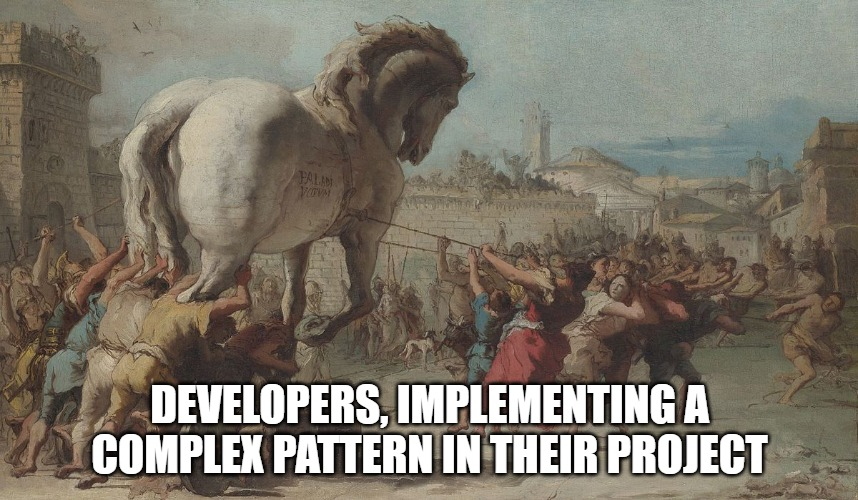 DEVELOPERS, IMPLEMENTING A
COMPLEX PATTERN IN THEIR PROJECT